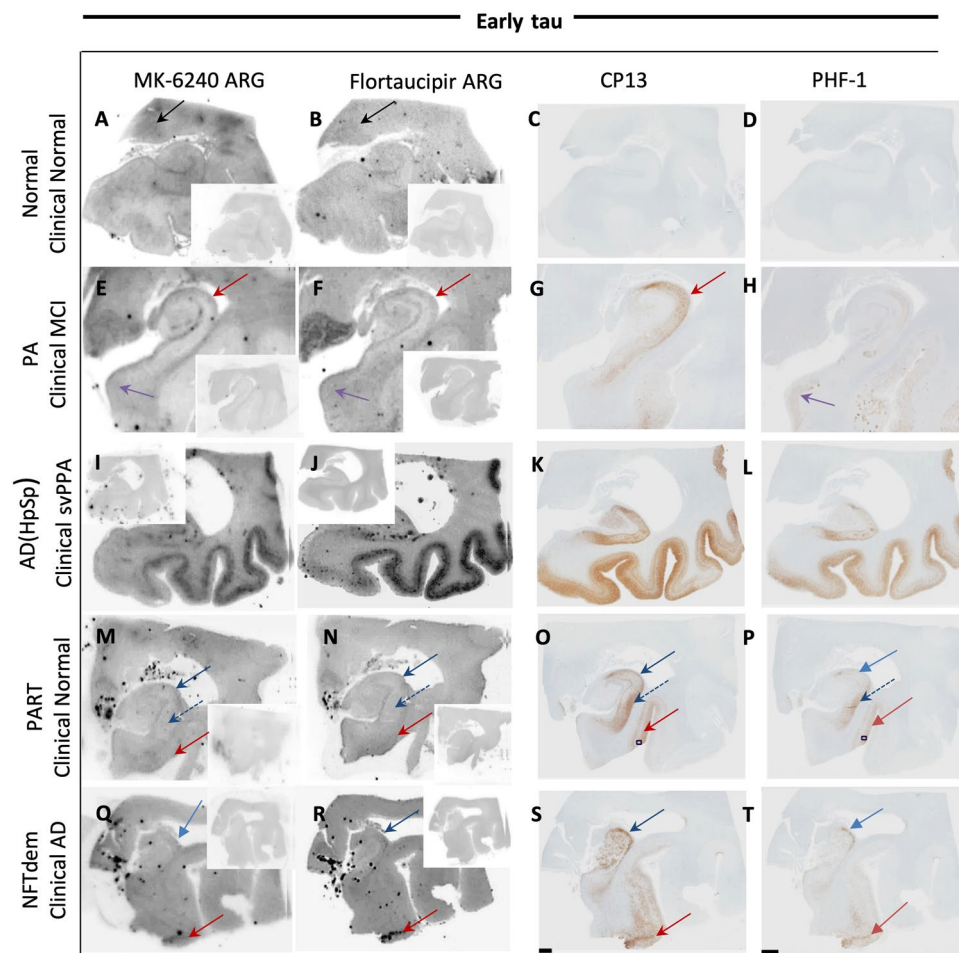 Early tau
MK-6240 ARG
Flortaucipir ARG
CP13
PHF-1
Normal
Clinical Normal
A
B
C
D
PA
Clinical MCI
E
F
G
H
AD(HpSp)
Clinical svPPA
I
J
K
L
PART
Clinical Normal
M
N
O
P
NFTdem
Clinical AD
Q
R
S
T